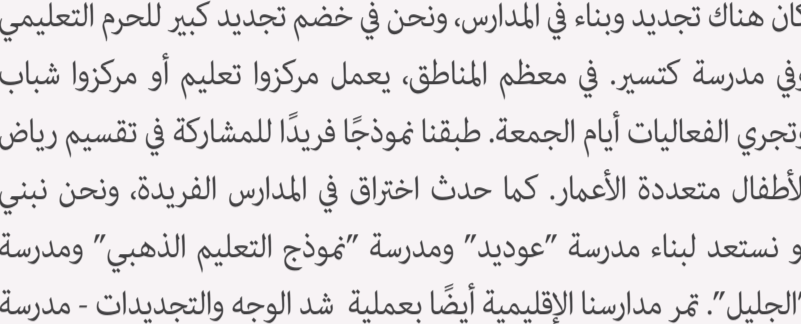 كان هناك تجديد وبناء في المدارس، ونحن في خضم تجديد كبير للحرم التعليمي
وفي مدرسة كتسير. في معظم المناطق، يعمل مركزوا تعليم أو مركزوا شباب
وتجري الفعاليات أيام الجمعة. طبقنا نموذجًا فريدًا للمشاركة في تقسيم رياض
لأطفال متعددة الأعمار. كما حدث اختراق في المدارس الفريدة، ونحن نبني
و نستعد لبناء مدرسة "عوديد" ومدرسة "نموذج التعليم الذهبي" ومدرسة
"الجليل". تمر مدارسنا الإقليمية أيضًا بعملية شد الوجه والتجديدات - مدرسة